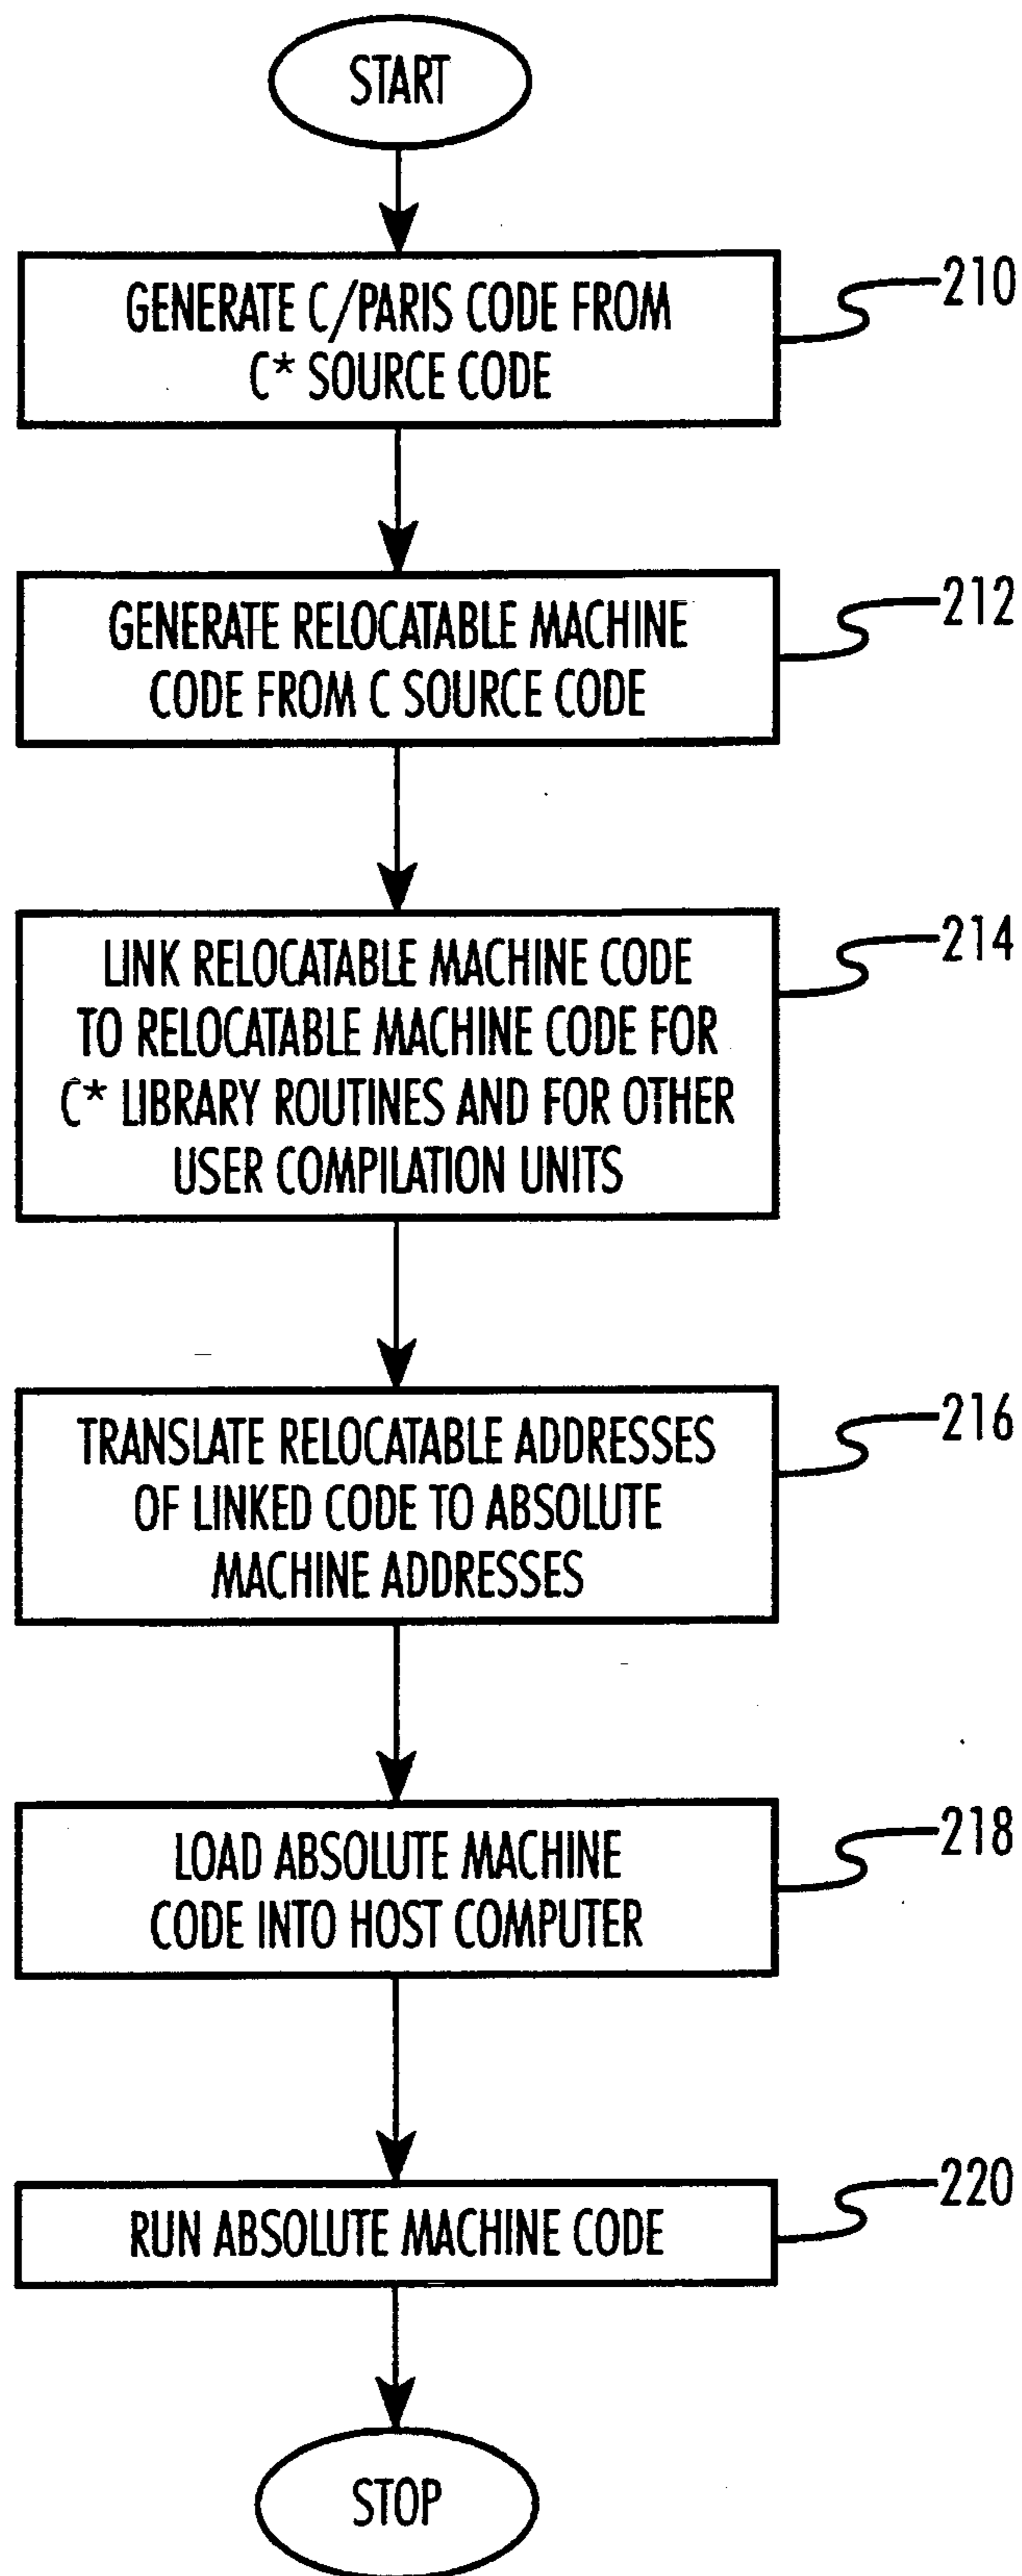 START
GENERATE C/PARIS CODE FROM
C* SOURCE CODE
210
GENERATE RELOCATABLE MACHINE
CODE FROM C SOURCE CODE
212
LINK RELOCATABLE MACHINE CODE
TO RELOCATABLE MACHINE CODE FOR
C* LIBRARY ROUTINES AND FOR OTHER
USER COMPILATION UNITS
214
TRANSLATE RELOCATABLE ADDRESSES
OF LINKED CODE TO ABSOLUTE
MACHINE ADDRESSES
216
LOAD ABSOLUTE MACHINE
CODE INTO HOST COMPUTER
218
RUN ABSOLUTE MACHINE CODE
220
STOP